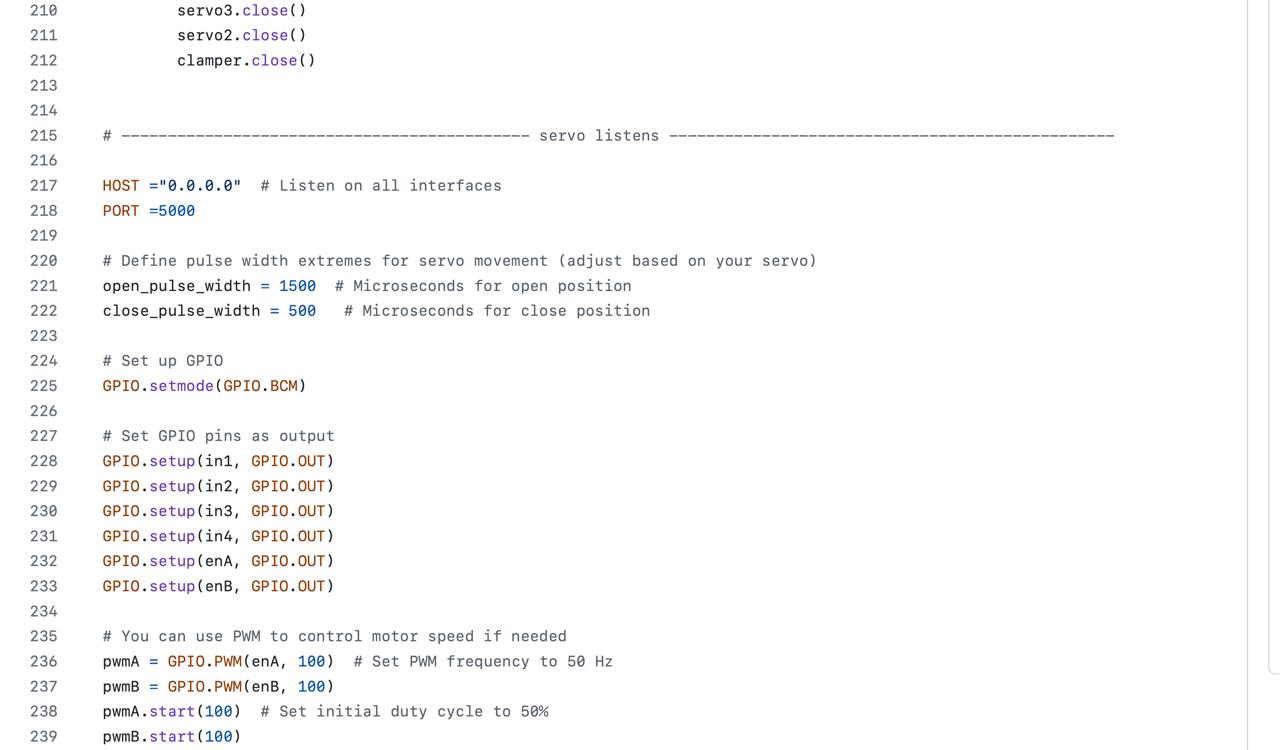 210 servo3.close()
211 servo2.close()
212 clamper.close()
213
214
215 # -------------------------------------------- servo listens ------------------------------------------------
216
217 HOST ="0.0.0.0"  # Listen on all interfaces
218 PORT =5000
219
220 # Define pulse width extremes for servo movement (adjust based on your servo)
221 open_pulse_width = 1500  # Microseconds for open position
222 close_pulse_width = 500   # Microseconds for close position
223
224 # Set up GPIO
225 GPIO.setmode(GPIO.BCM)
226
227 # Set GPIO pins as output
228 GPIO.setup(in1, GPIO.OUT)
229 GPIO.setup(in2, GPIO.OUT)
230 GPIO.setup(in3, GPIO.OUT)
231 GPIO.setup(in4, GPIO.OUT)
232 GPIO.setup(enA, GPIO.OUT)
233 GPIO.setup(enB, GPIO.OUT)
234
235 # You can use PWM to control motor speed if needed
236 pwmA = GPIO.PWM(enA, 100)  # Set PWM frequency to 50 Hz
237 pwmB = GPIO.PWM(enB, 100)
238 pwmA.start(100)  # Set initial duty cycle to 50%
239 pwmB.start(100)